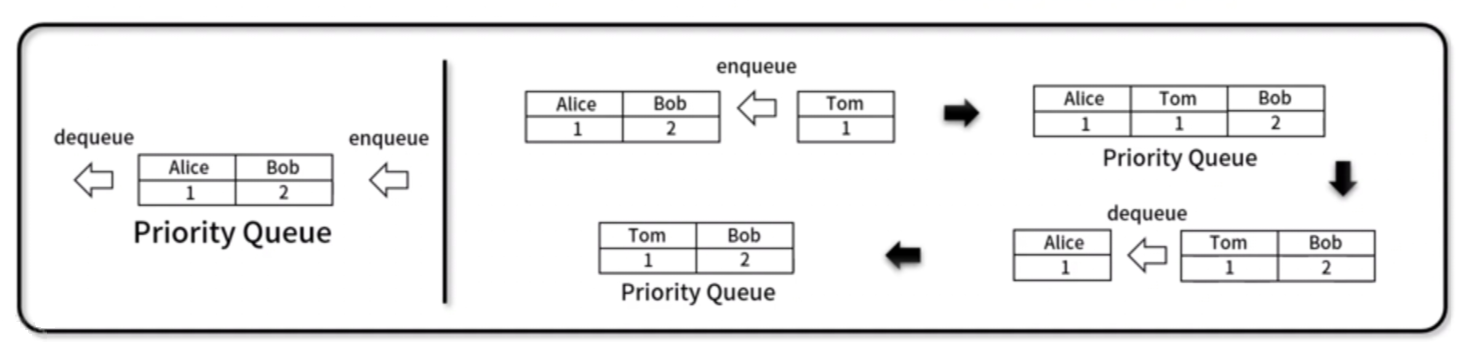 dequeue
enqueue
Alice Bob
1 2
Priority Queue
enqueue
Alice Bob
1 2
Tom
1
Alice Tom Bob
1 1 2
Priority Queue
dequeue
Alice
1
Tom Bob
1 2
Tom Bob
1 2
Priority Queue